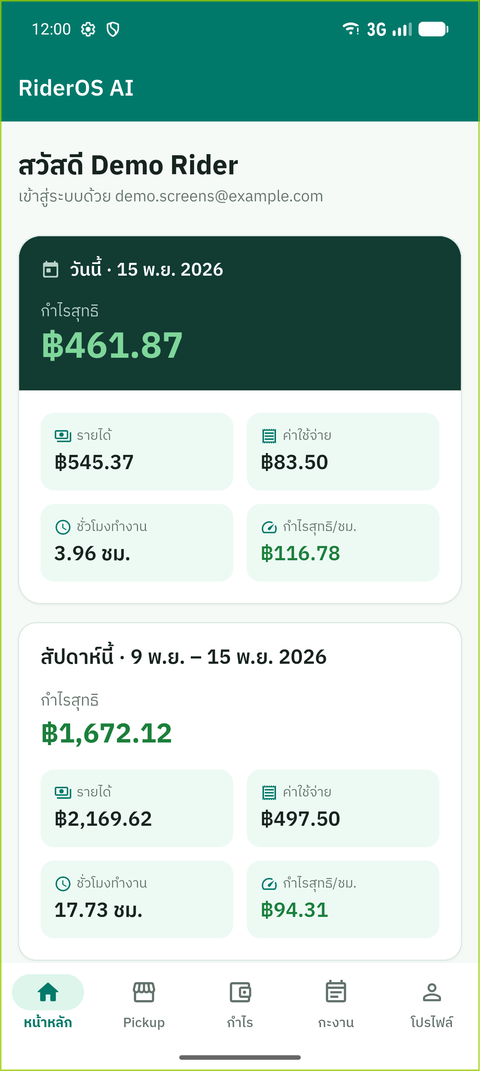 12:00
3G
RiderOS AI
สวัสดี Demo Rider
เข้าสู่ระบบด้วย demo.screens@example.com
วันนี้ · 15 พ.ย. 2026
กำไรสุทธิ
฿461.87
รายได้
฿545.37
ค่าใช้จ่าย
฿83.50
ชั่วโมงทำงาน
3.96 ชม.
กำไรสุทธิ/ชม.
฿116.78
สัปดาห์นี้ · 9 พ.ย. – 15 พ.ย. 2026
กำไรสุทธิ
฿1,672.12
รายได้
฿2,169.62
ค่าใช้จ่าย
฿497.50
ชั่วโมงทำงาน
17.73 ชม.
กำไรสุทธิ/ชม.
฿94.31
หน้าหลัก
Pickup
กำไร
กะงาน
โปรไฟล์